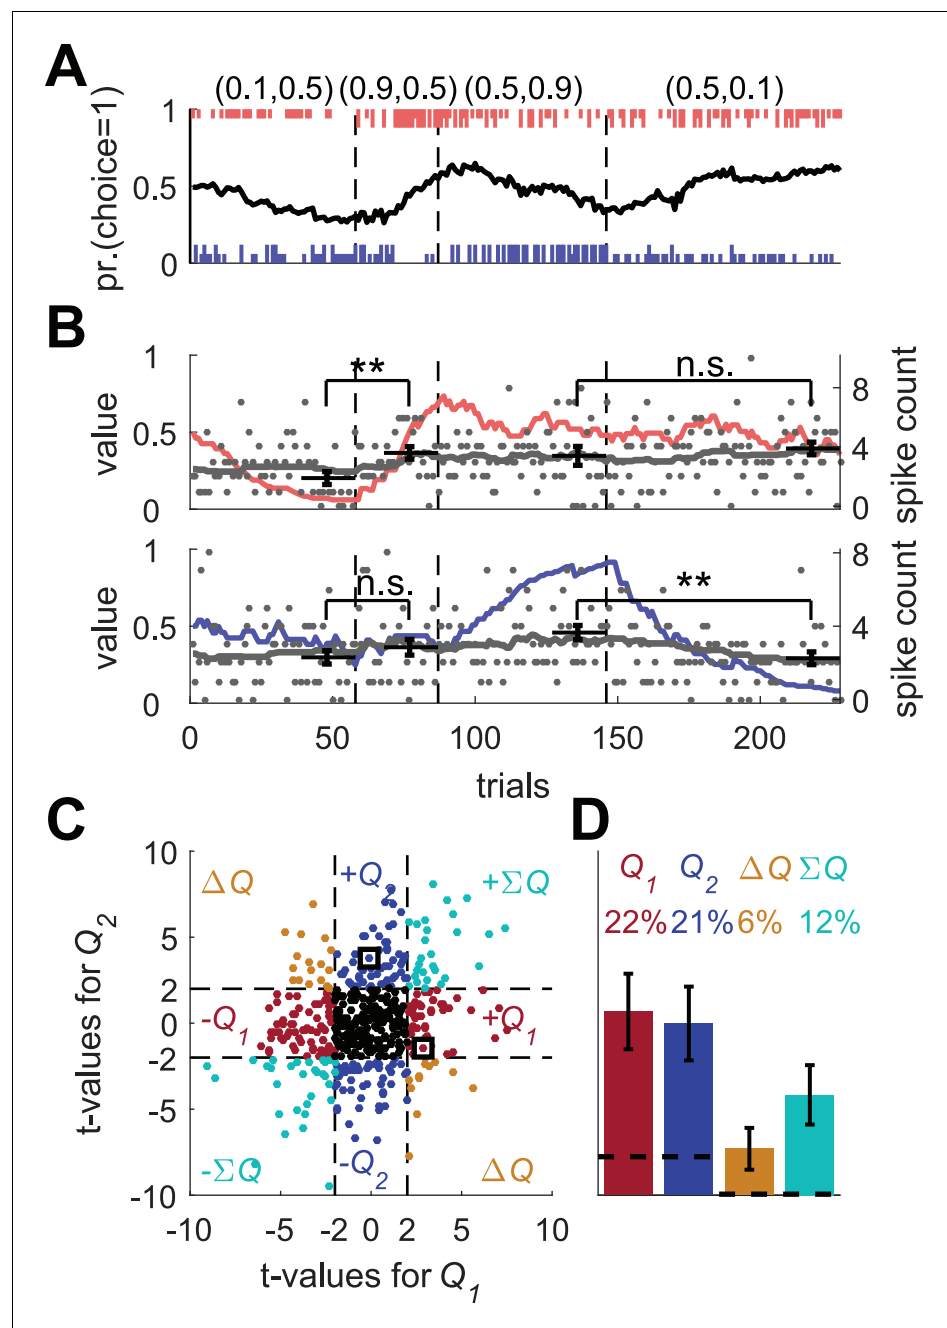 A
(0.1,0.5) (0.9,0.5) (0.5,0.9) (0.5,0.1)
pr.(choice=1)
1
0.5
0
B
value
1
0.5
0
** n.s.
8
4
0
spike count
value
1
0.5
0
n.s. **
8
4
0
spike count
0 50 100 150 200
trials
C
t-values for Q2
10
5
2
0
-2
-5
-10
ΔQ +Q2 +ΣQ
-Q1 +Q1
-ΣQ -Q2 ΔQ
-10 -5 -2 0 2 5 10
t-values for Q1
D
Q1 Q2 ΔQ ΣQ
22% 21% 6% 12%